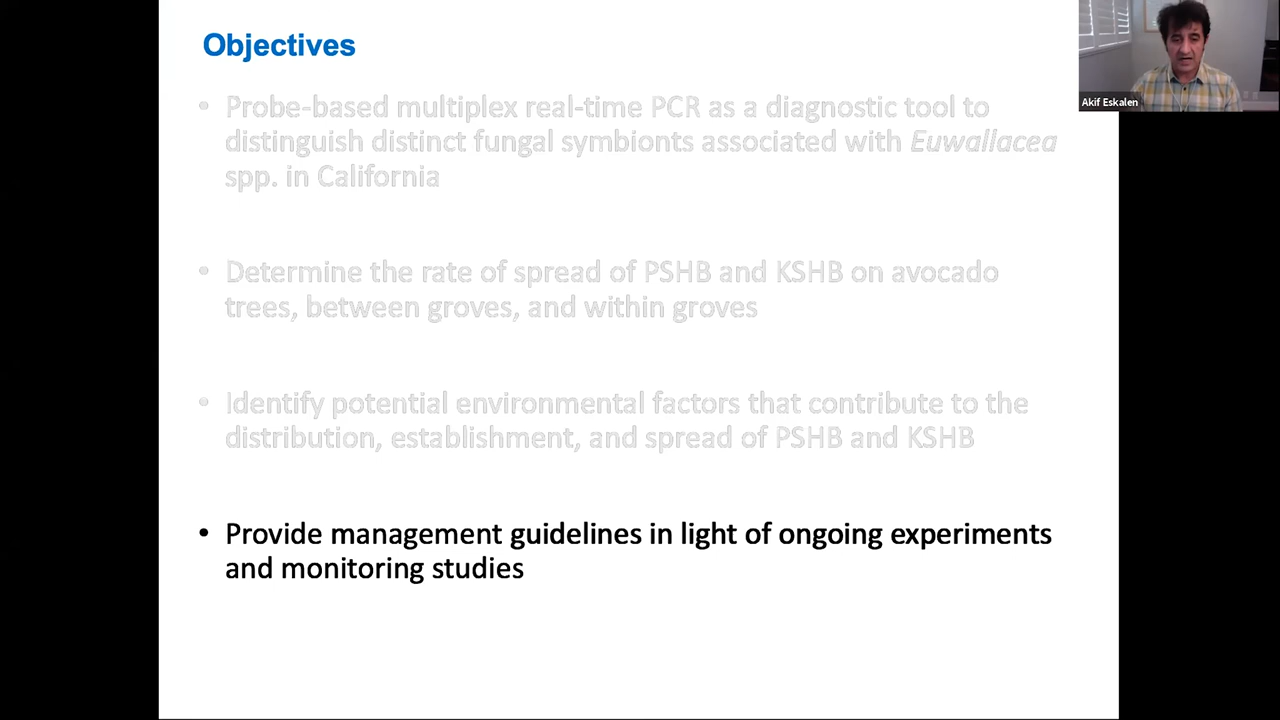 Objectives
• Probe-based multiplex real-time PCR as a diagnostic tool to
distinguish distinct fungal symbionts associated with Euwallacea
spp. in California
• Determine the rate of spread of PSHB and KSHB on avocado
trees, between groves, and within groves
• Identify potential environmental factors that contribute to the
distribution, establishment, and spread of PSHB and KSHB
• Provide management guidelines in light of ongoing experiments
and monitoring studies
Akif Eskalen